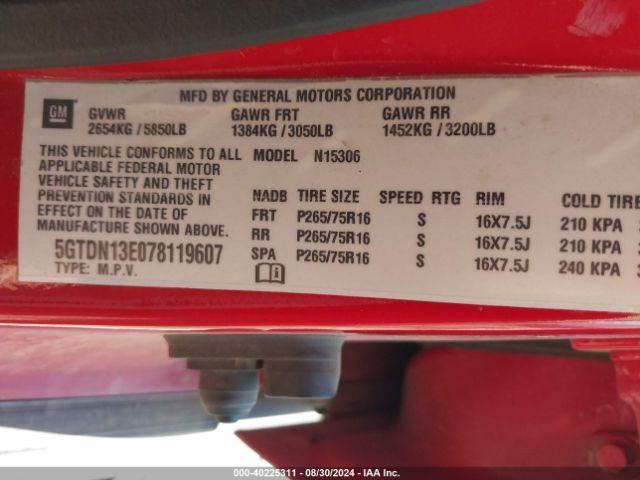 MFD BY GENERAL MOTORS CORPORATION
GM
GVWR GAWR FRT GAWR RR
2654KG / 5850LB 1384KG / 3050LB 1452KG / 3200LB
THIS VEHICLE CONFORMS TO ALL
APPLICABLE FEDERAL MOTOR
VEHICLE SAFETY AND THEFT
PREVENTION STANDARDS IN
EFFECT ON THE DATE OF
MANUFACTURE SHOWN ABOVE.
5GTDN13E078119607
TYPE: M.P.V.
MODEL N15306
NADB TIRE SIZE SPEED RTG RIM COLD TIRE
FRT P265/75R16 S 16X7.5J 210 KPA
RR P265/75R16 S 16X7.5J 210 KPA
SPA P265/75R16 S 16X7.5J 240 KPA
000-40225311 - 08/30/2024 - IAA Inc.